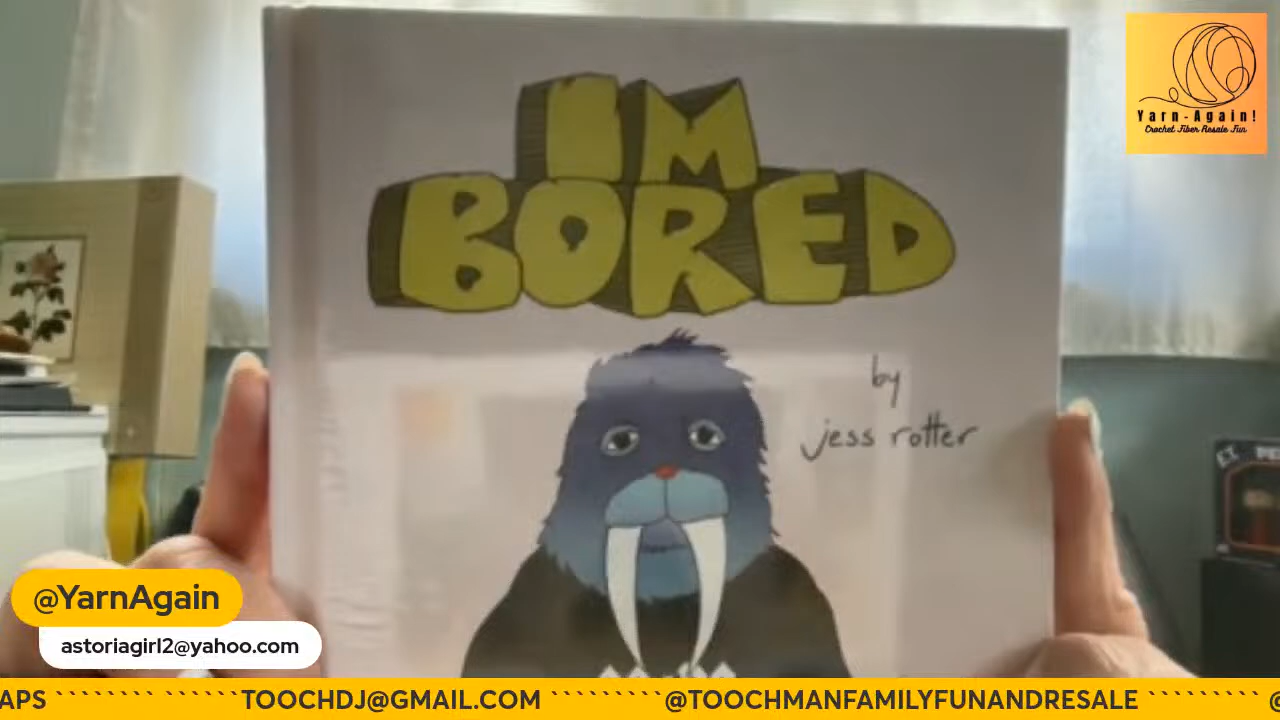 IM
BORED
by
jess rotter
Yarn-Again!
Crochet Fiber Resale Fun
@YarnAgain
astoriagirl2@yahoo.com
APS ```````` ``````TOOCHDJ@GMAIL.COM ```````` ``````@TOOCHMANFAMILYFUNANDRESALE ```````` ``````@